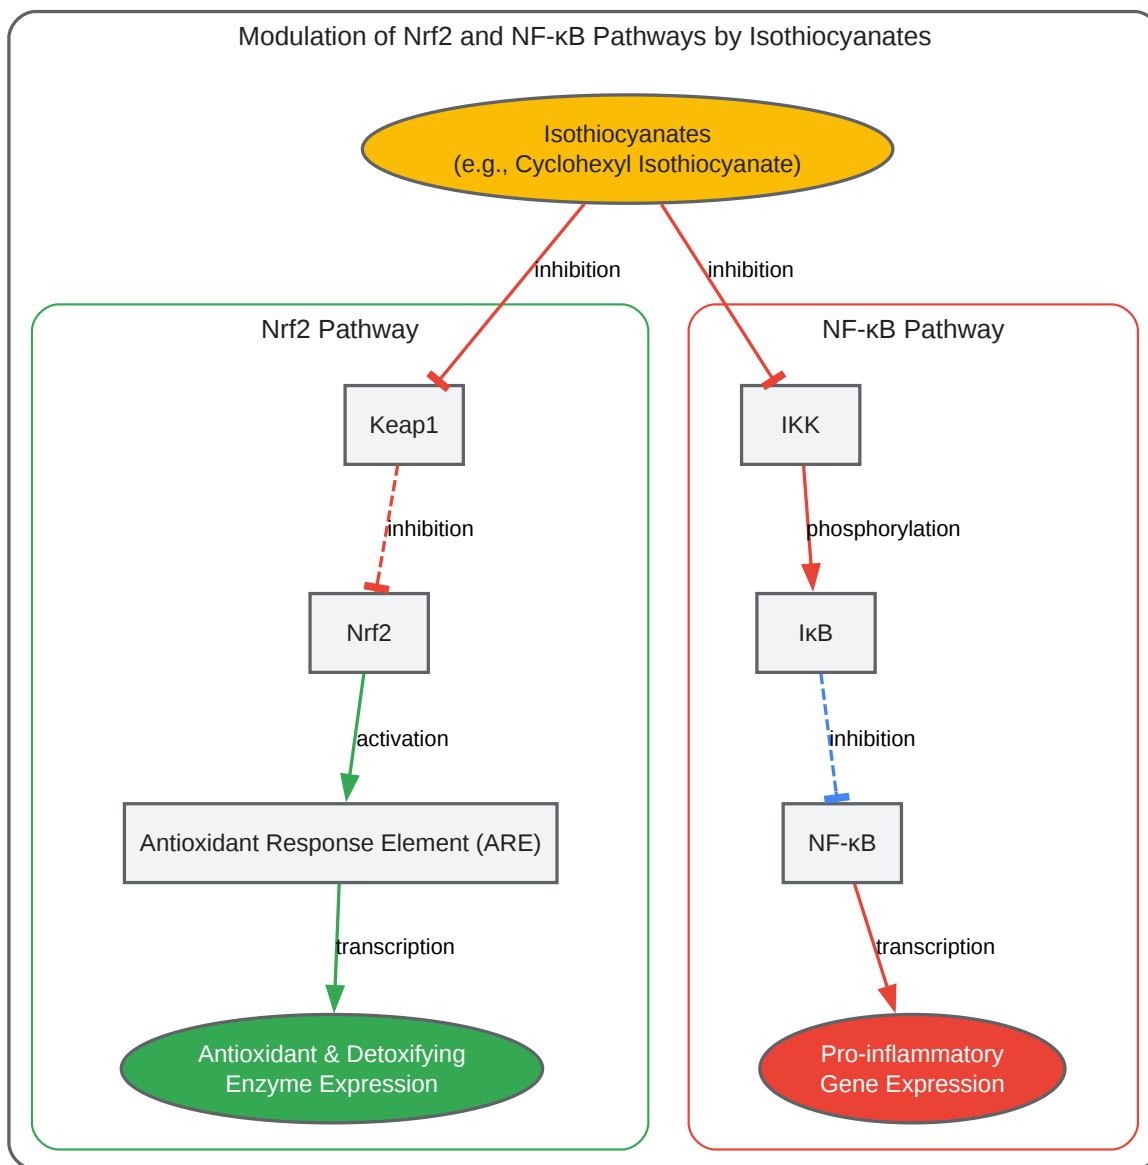 Modulation of Nrf2 and NF-κB Pathways by Isothiocyanates
Isothiocyanates
(e.g., Cyclohexyl Isothiocyanate)
inhibition
inhibition
Nrf2 Pathway
Keap1
inhibition
Nrf2
activation
Antioxidant Response Element (ARE)
transcription
Antioxidant & Detoxifying
Enzyme Expression
NF-κB Pathway
IKK
phosphorylation
IκB
inhibition
NF-κB
transcription
Pro-inflammatory
Gene Expression